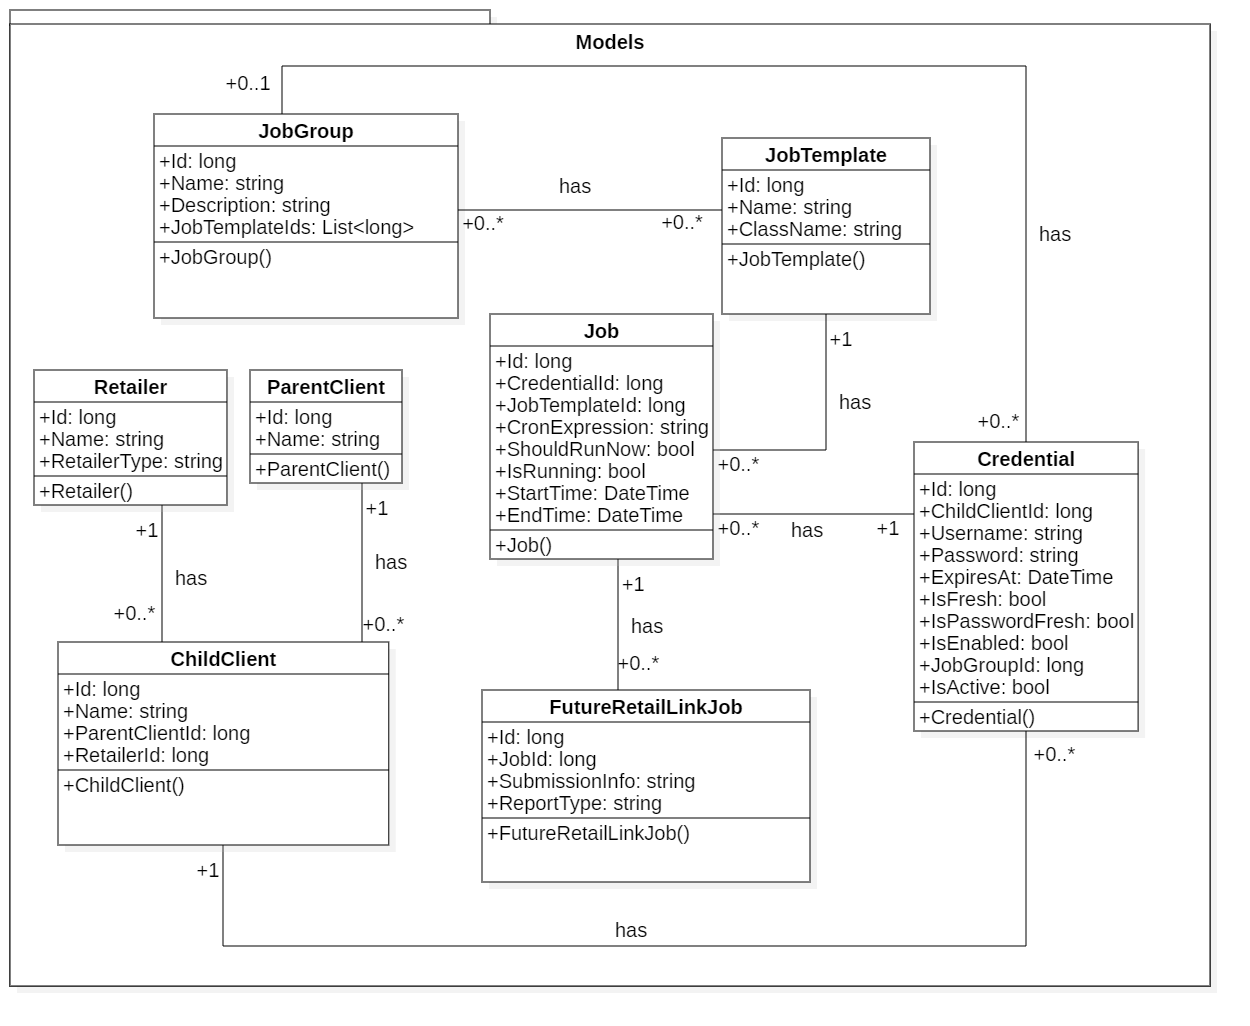 Models
+0..1
JobGroup
+Id: long
+Name: string
+Description: string
+JobTemplateIds: List<long>
+JobGroup()
has
+0..*
+0..*
JobTemplate
+Id: long
+Name: string
+ClassName: string
+JobTemplate()
has
+1
has
+0..*
Job
+Id: long
+CredentialId: long
+JobTemplateId: long
+CronExpression: string
+ShouldRunNow: bool
+IsRunning: bool
+StartTime: DateTime
+EndTime: DateTime
+Job()
+0..*
has
+1
+0..*
Credential
+Id: long
+ChildClientId: long
+Username: string
+Password: string
+ExpiresAt: DateTime
+IsFresh: bool
+IsPasswordFresh: bool
+IsEnabled: bool
+JobGroupId: long
+IsActive: bool
+Credential()
+0..*
Retailer
+Id: long
+Name: string
+RetailerType: string
+Retailer()
+1
has
+0..*
ParentClient
+Id: long
+Name: string
+ParentClient()
+1
has
+0..*
ChildClient
+Id: long
+Name: string
+ParentClientId: long
+RetailerId: long
+ChildClient()
+1
+1
has
+0..*
FutureRetailLinkJob
+Id: long
+JobId: long
+SubmissionInfo: string
+ReportType: string
+FutureRetailLinkJob()
has